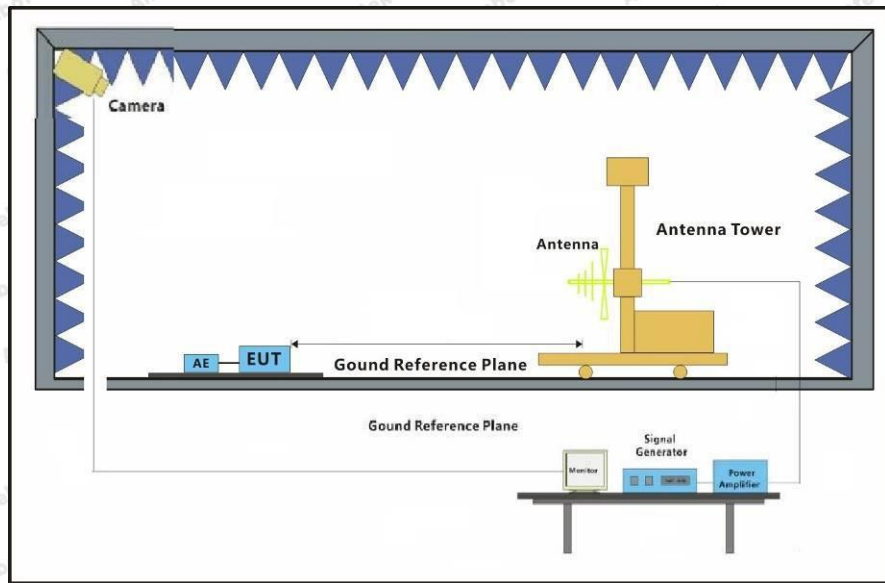 Camera
Antenna
Antenna Tower
AE
EUT
Gound Reference Plane
Gound Reference Plane
Signal
Generator
Monitor
Power
Amplifier